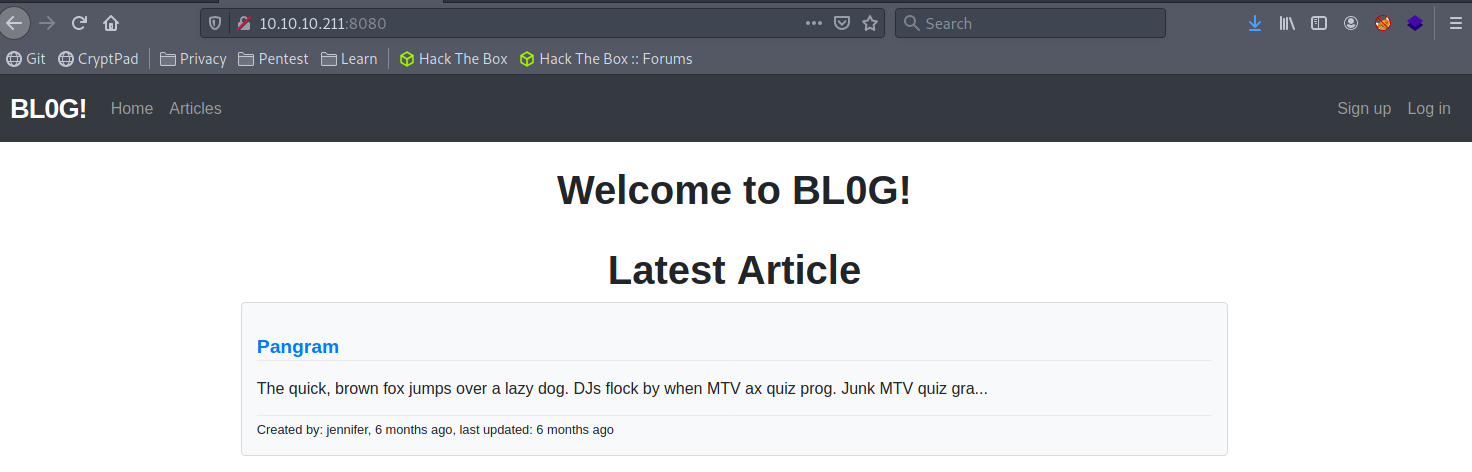 10.10.10.211:8080
Search
Git CryptPad Privacy Pentest Learn Hack The Box Hack The Box :: Forums
BL0G! Home Articles Sign up Log in
Welcome to BL0G!
Latest Article
Pangram
The quick, brown fox jumps over a lazy dog. DJs flock by when MTV ax quiz prog. Junk MTV quiz gra...
Created by: jennifer, 6 months ago, last updated: 6 months ago